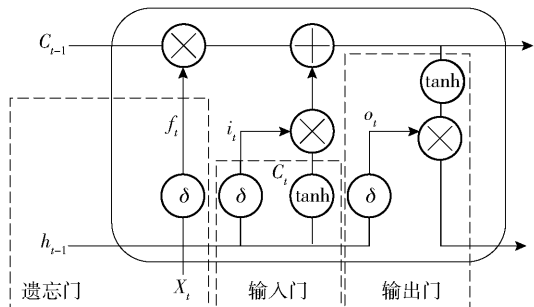 C_{t-1}
tanh
f_t
i_t
o_t
C_t
δ
δ
tanh
δ
h_{t-1}
遗忘门
X_t
输入门
输出门